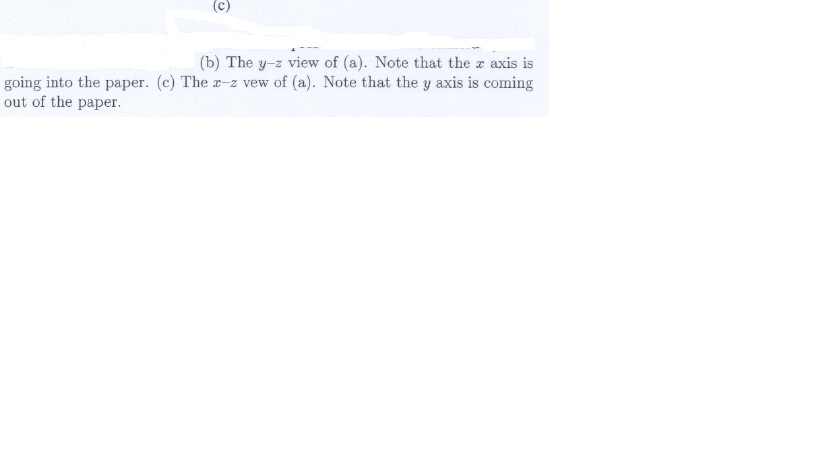 (c)
(b) The y–z view of (a). Note that the x axis is
going into the paper. (c) The x–z vew of (a). Note that the y axis is coming
out of the paper.